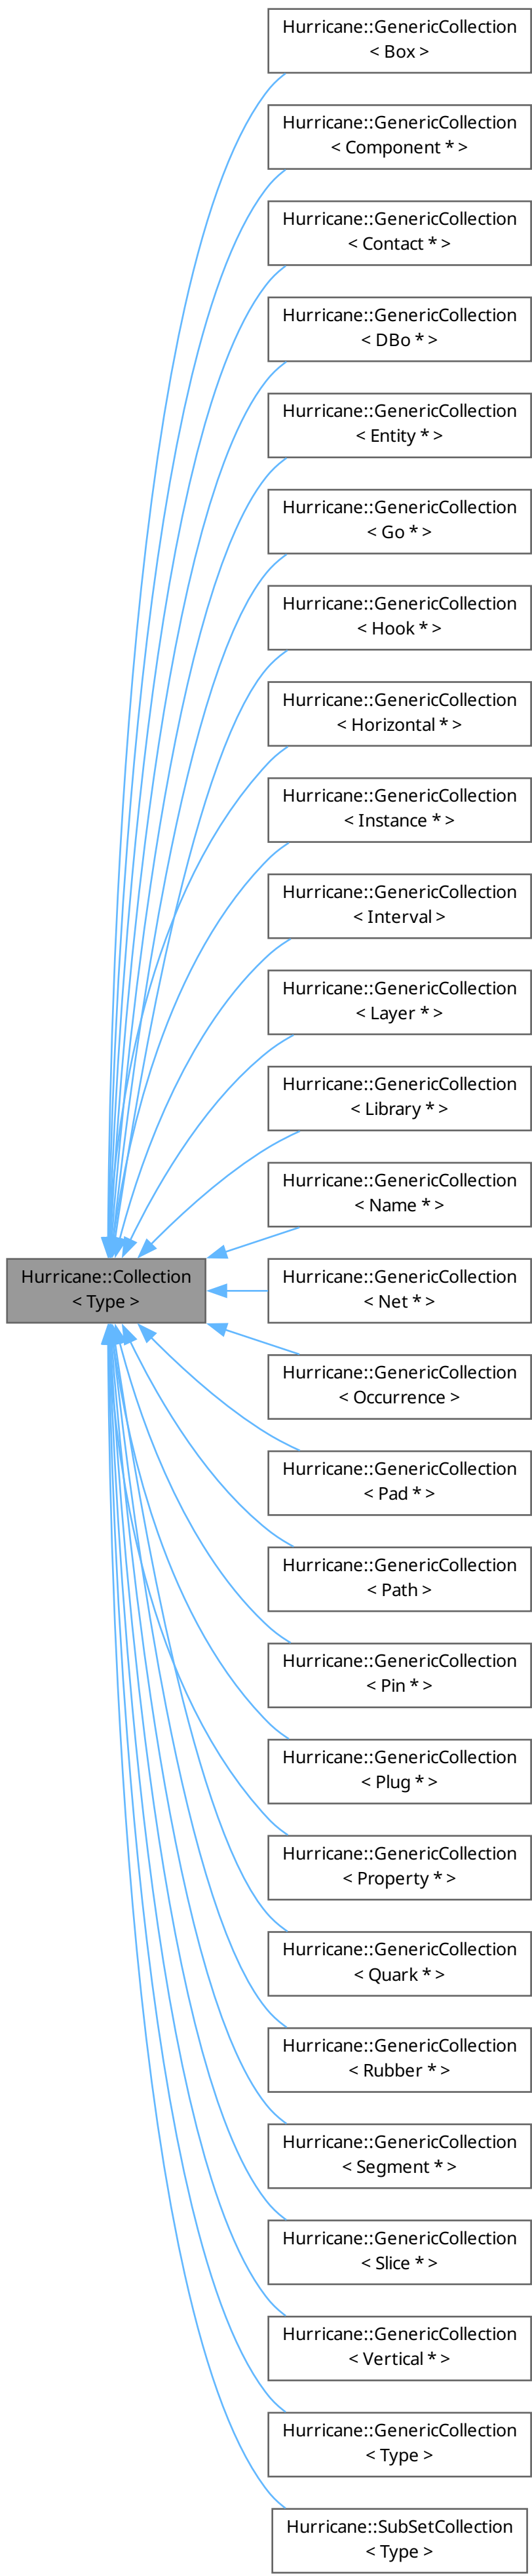 Hurricane::GenericCollection
< Box >
Hurricane::GenericCollection
< Component * >
Hurricane::GenericCollection
< Contact * >
Hurricane::GenericCollection
< DBo * >
Hurricane::GenericCollection
< Entity * >
Hurricane::GenericCollection
< Go * >
Hurricane::GenericCollection
< Hook * >
Hurricane::GenericCollection
< Horizontal * >
Hurricane::GenericCollection
< Instance * >
Hurricane::GenericCollection
< Interval >
Hurricane::GenericCollection
< Layer * >
Hurricane::GenericCollection
< Library * >
Hurricane::GenericCollection
< Name * >
Hurricane::Collection
< Type >
Hurricane::GenericCollection
< Net * >
Hurricane::GenericCollection
< Occurrence >
Hurricane::GenericCollection
< Pad * >
Hurricane::GenericCollection
< Path >
Hurricane::GenericCollection
< Pin * >
Hurricane::GenericCollection
< Plug * >
Hurricane::GenericCollection
< Property * >
Hurricane::GenericCollection
< Quark * >
Hurricane::GenericCollection
< Rubber * >
Hurricane::GenericCollection
< Segment * >
Hurricane::GenericCollection
< Slice * >
Hurricane::GenericCollection
< Vertical * >
Hurricane::GenericCollection
< Type >
Hurricane::SubSetCollection
< Type >